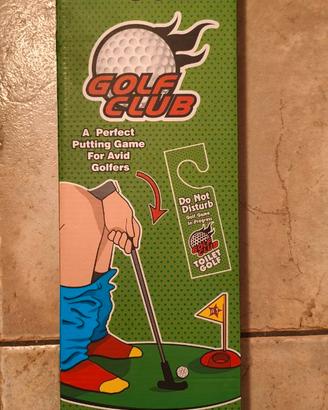 GOLF
CLUB
A Perfect
Putting Game
For Avid
Golfers
Do Not
Disturb
Golf Game
In Progress
TOILET
GOLF